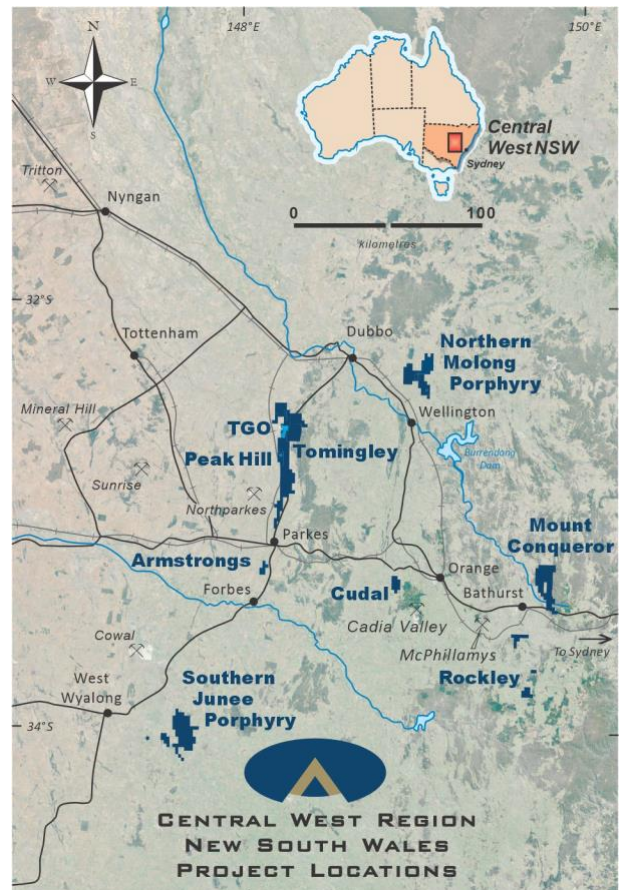 148°E
150°E
N
W
E
S
Central
West NSW
Sydney
0
100
kilometres
Tritton
Nyngan
32°S
Tottenham
Dubbo
Northern
Molong
Porphyry
Mineral Hill
Wellington
TGO
Tomingley
Peak Hill
Burrendong
Dam
Sunrise
Northparkes
Mount
Conqueror
Parkes
Armstrongs
Orange
Forbes
Cudal
Bathurst
Cadia Valley
McPhillamys
To Sydney
Cowal
West
Wyalong
Southern
Junee
Porphyry
Rockley
34°S
CENTRAL WEST REGION
NEW SOUTH WALES
PROJECT LOCATIONS